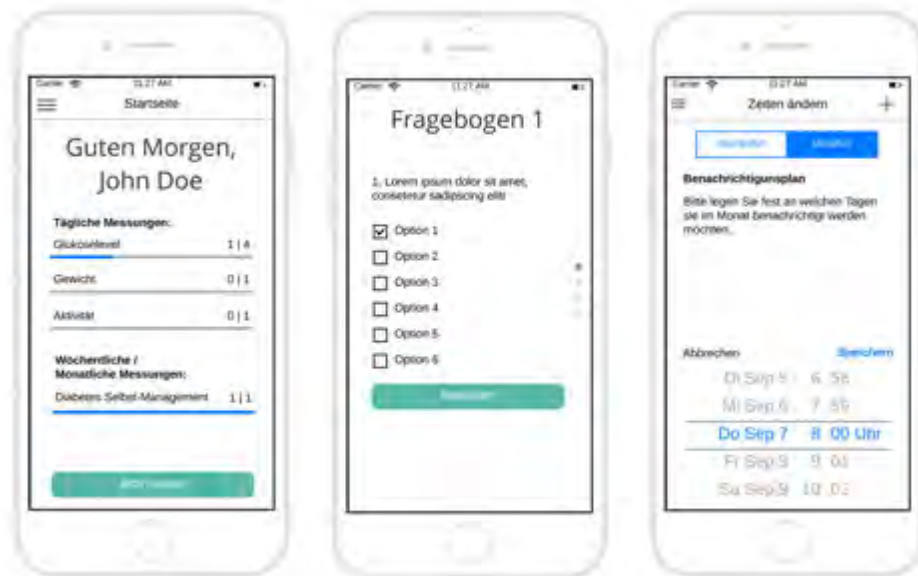 Carrier 11:27 AM
Startseite
Guten Morgen,
John Doe
Tägliche Messungen:
Glukoselevel 1 | 4
Gewicht 0 | 1
Aktivität 0 | 1
Wöchentliche /
Monatliche Messungen:
Diabetes Selbst-Management 1 | 1
Carrier 11:27 AM
Fragebogen 1
1. Lorem ipsum dolor sit amet,
consetetur sadipscing elitr
Option 1
Option 2
Option 3
Option 4
Option 5
Option 6
Carrier 11:27 AM
Zeiten ändern +
Benachrichtigunsplan
Bitte legen Sie fest an welchen Tagen
sie im Monat benachrichtigt werden
möchten.
Abbrechen Speichern
Di Sep 5 6 58
Mi Sep 6 7 59
Do Sep 7 8 00 Uhr
Fr Sep 9 01
Sa Sep 9 10 02